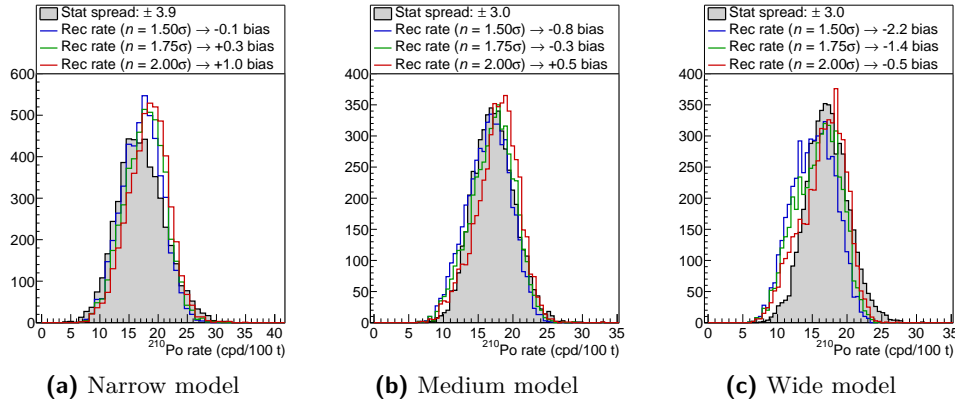 Stat spread: ± 3.9
Rec rate (n = 1.50σ) → -0.1 bias
Rec rate (n = 1.75σ) → +0.3 bias
Rec rate (n = 2.00σ) → +1.0 bias
600
500
400
300
200
100
0
0 5 10 15 20 25 30 35 40
²¹⁰Po rate (cpd/100 t)
(a) Narrow model
Stat spread: ± 3.0
Rec rate (n = 1.50σ) → -0.8 bias
Rec rate (n = 1.75σ) → -0.3 bias
Rec rate (n = 2.00σ) → +0.5 bias
400
350
300
250
200
150
100
50
0
0 5 10 15 20 25 30 35
²¹⁰Po rate (cpd/100 t)
(b) Medium model
Stat spread: ± 3.0
Rec rate (n = 1.50σ) → -2.2 bias
Rec rate (n = 1.75σ) → -1.4 bias
Rec rate (n = 2.00σ) → -0.5 bias
400
350
300
250
200
150
100
50
0
0 5 10 15 20 25 30 35
²¹⁰Po rate (cpd/100 t)
(c) Wide model